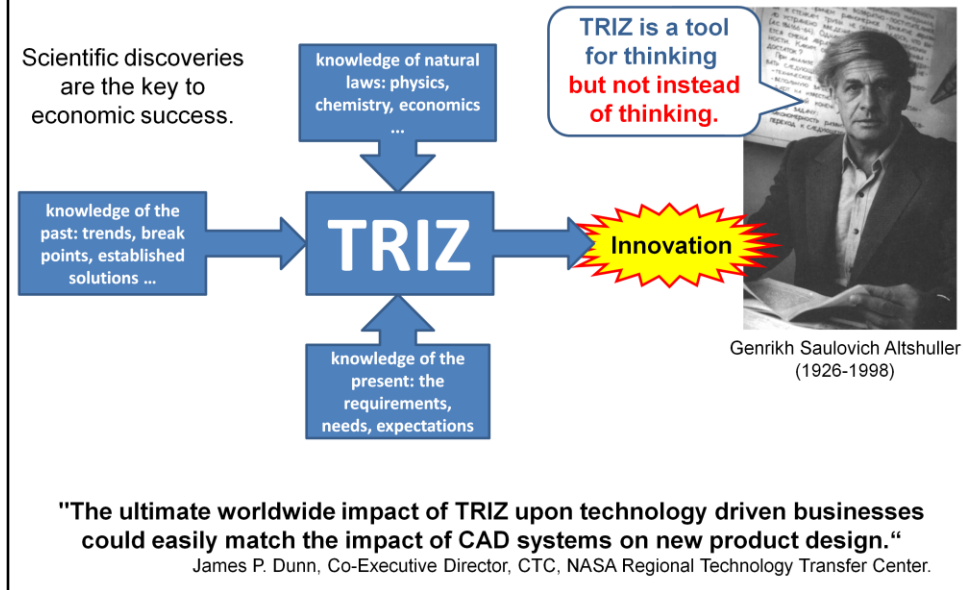 Scientific discoveries
are the key to
economic success.
knowledge of natural
laws: physics,
chemistry, economics
...
TRIZ is a tool
for thinking
but not instead
of thinking.
knowledge of the
past: trends, break
points, established
solutions ...
TRIZ
Innovation
knowledge of the
present: the
requirements,
needs, expectations
Genrikh Saulovich Altshuller
(1926-1998)
"The ultimate worldwide impact of TRIZ upon technology driven businesses
could easily match the impact of CAD systems on new product design.“
James P. Dunn, Co-Executive Director, CTC, NASA Regional Technology Transfer Center.